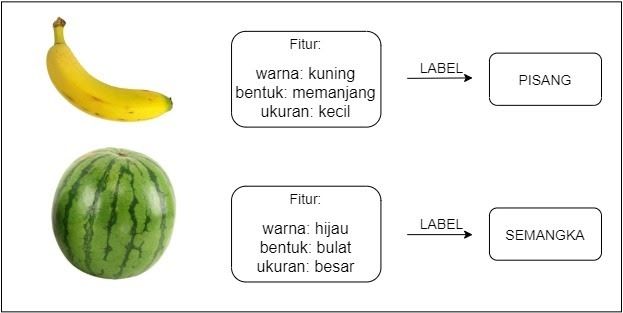 Fitur:
warna: kuning
bentuk: memanjang
ukuran: kecil
LABEL
PISANG
Fitur:
warna: hijau
bentuk: bulat
ukuran: besar
LABEL
SEMANGKA